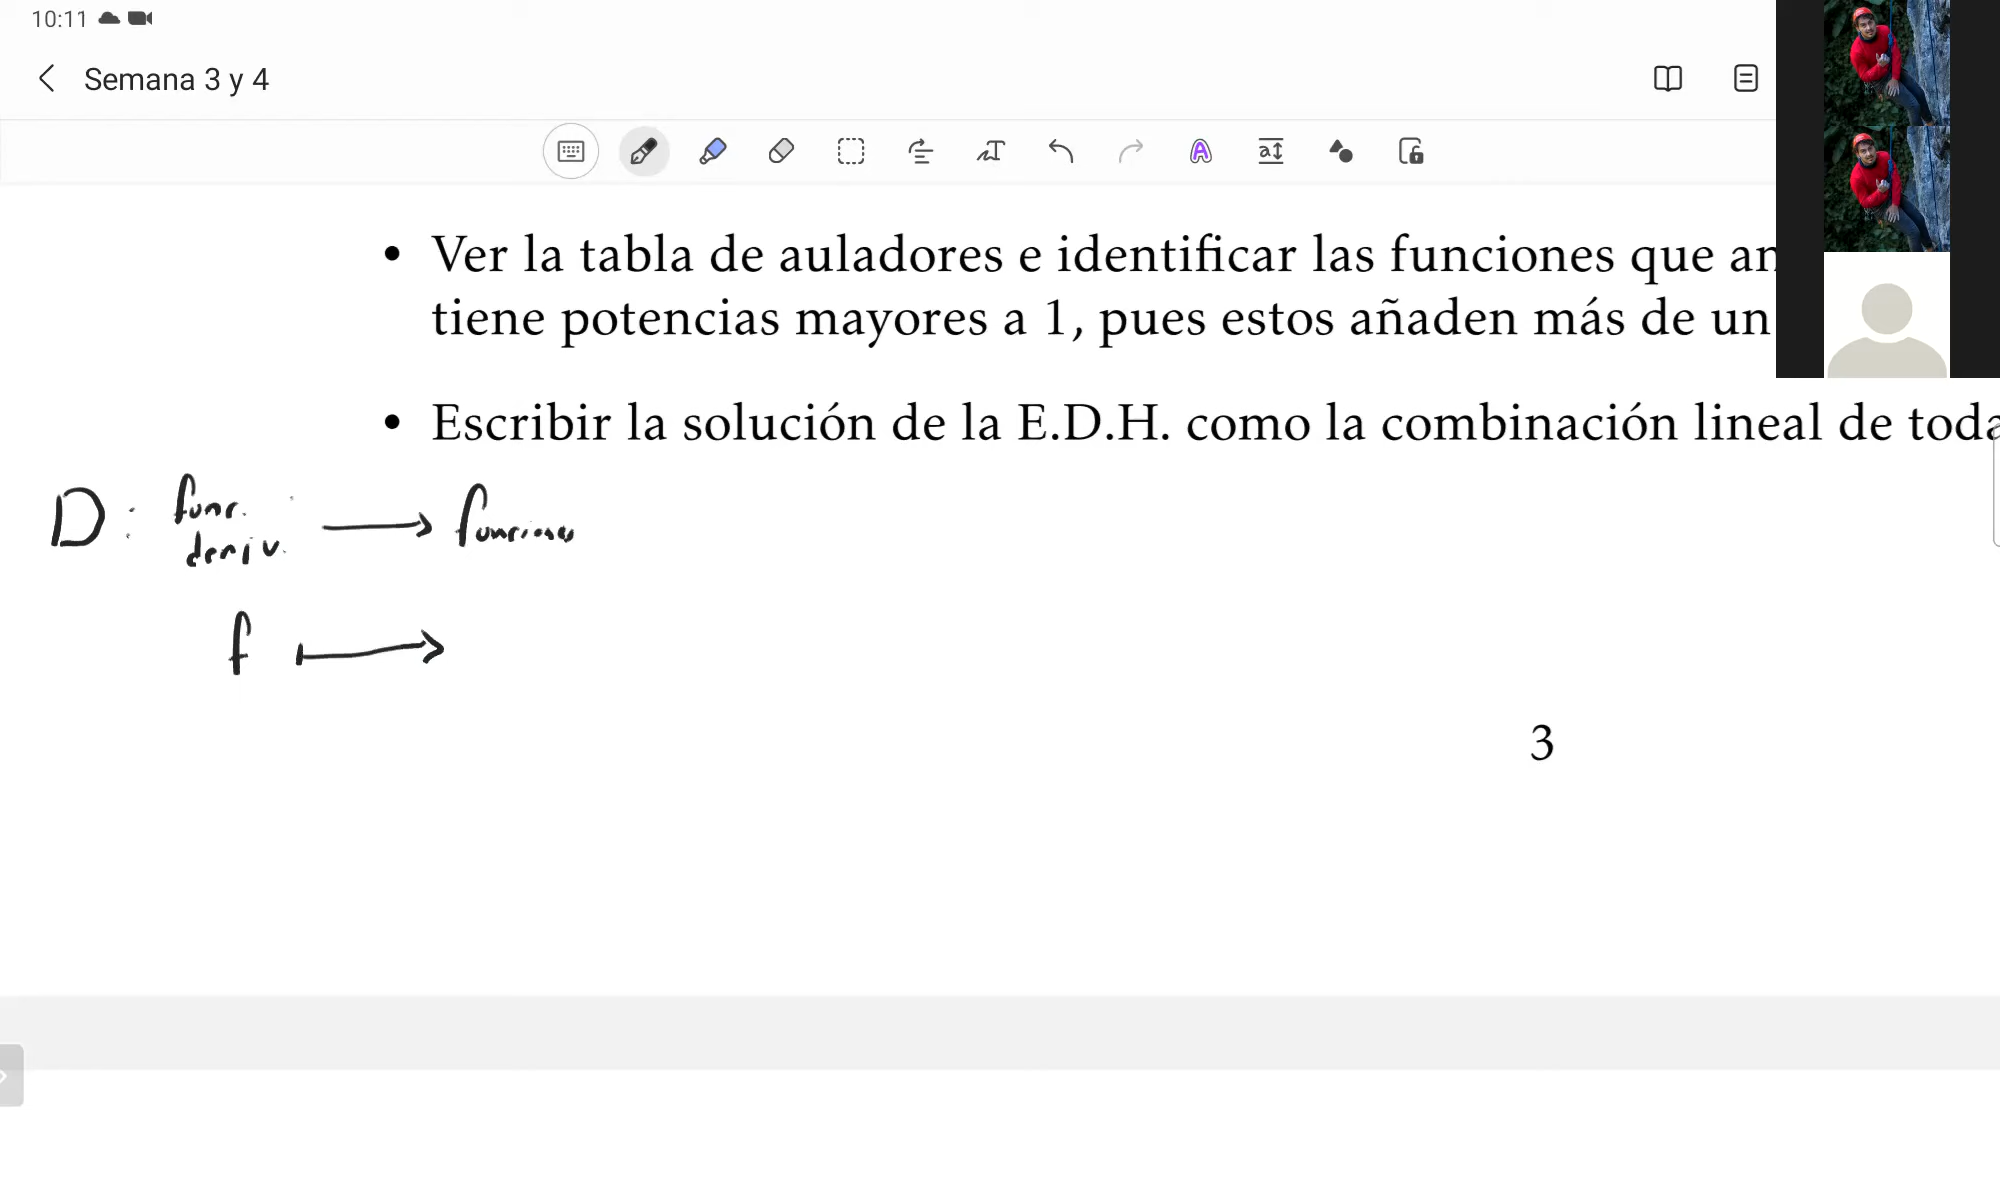 10:11
Semana 3 y 4
• Ver la tabla de auladores e identificar las funciones que an
tiene potencias mayores a 1, pues estos añaden más de un
• Escribir la solución de la E.D.H. como la combinación lineal de toda
D: func. deriv. ⟶ funciones
f ⟼
3